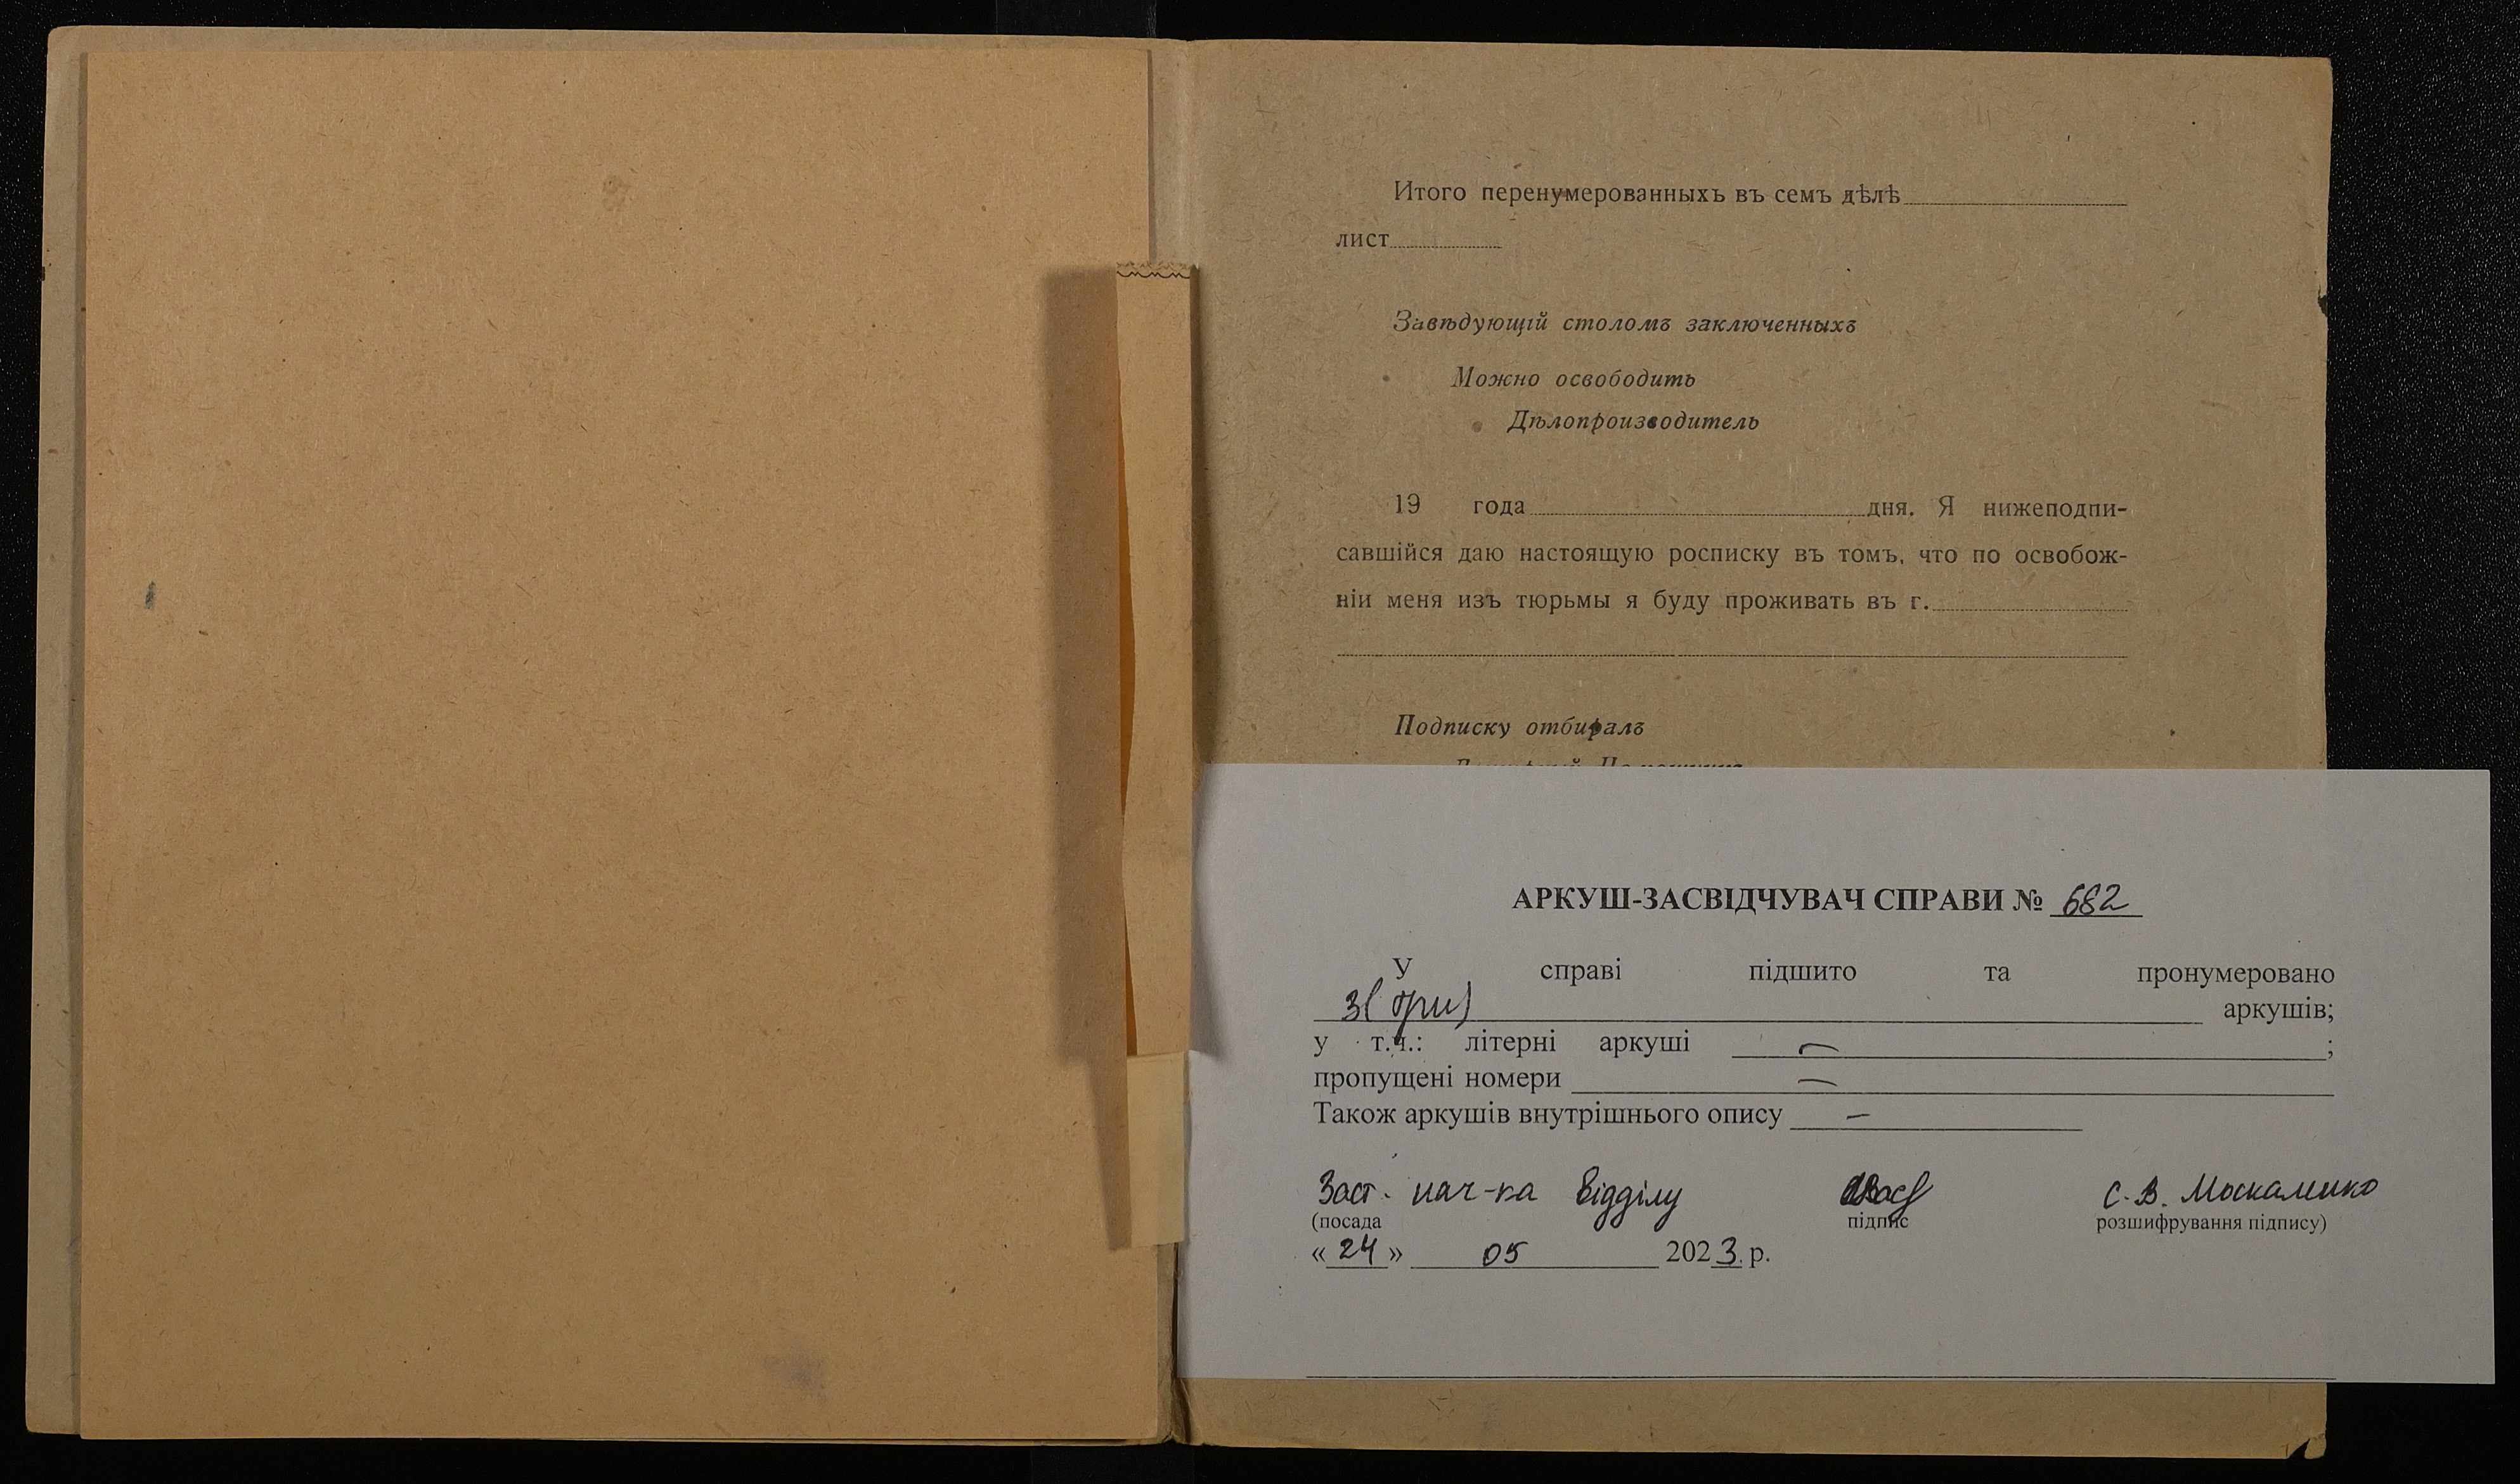 Итого перенумерованныхъ въ семъ дѣлѣ
лист
Завѣдующій столомъ заключенныхъ
Можно освободить
Дѣлопроизводитель
19 года дня. Я нижеподпи-
савшійся даю настоящую росписку въ томъ, что по освобож-
ніи меня изъ тюрьмы я буду проживать въ г.
Подписку отбиралъ
АРКУШ-ЗАСВІДЧУВАЧ СПРАВИ № 682
У справі підшито та пронумеровано
3 (три) аркушів;
у т.ч.: літерні аркуші — ;
пропущені номери —
Також аркушів внутрішнього опису —
Заст. нач-ка відділу С.В. Москаленко
(посада підпис розшифрування підпису)
« 24 » 05 2023 р.